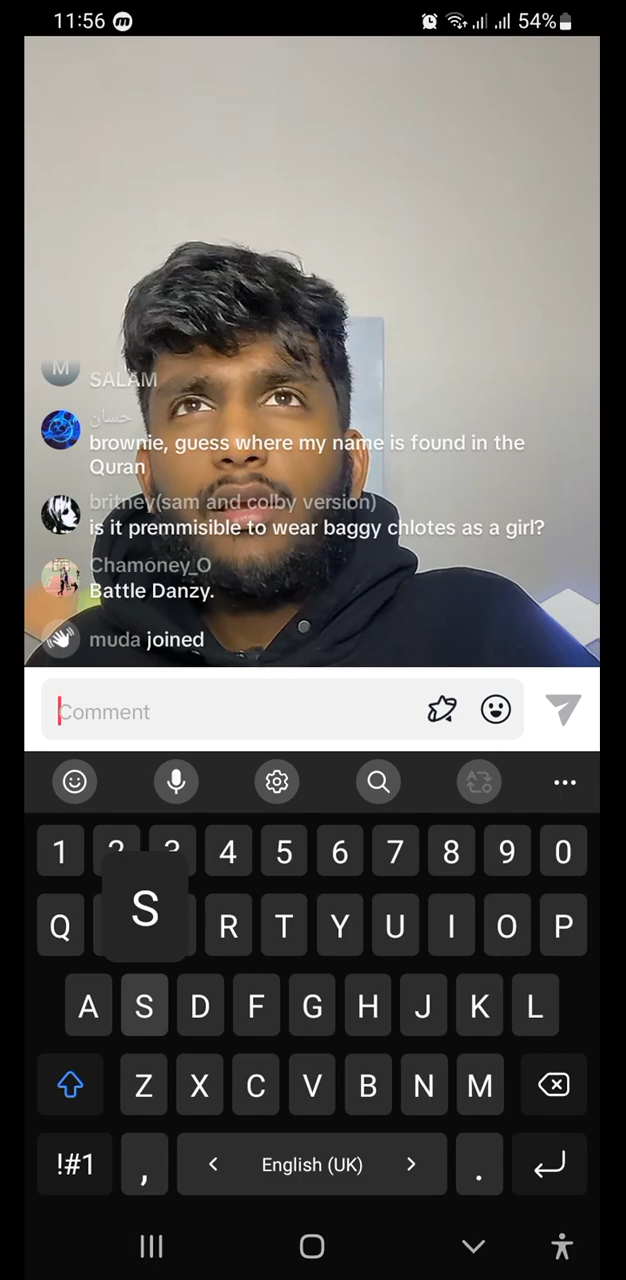 11:56 m 54%
M
SALAM
حسان
brownie, guess where my name is found in the
Quran
britney(sam and colby version)
is it premmisible to wear baggy chlotes as a girl?
Chamoney_O
Battle Danzy.
muda joined
Comment
1 2 3 4 5 6 7 8 9 0
Q S R T Y U I O P
A S D F G H J K L
Z X C V B N M
!#1 , < English (UK) > .